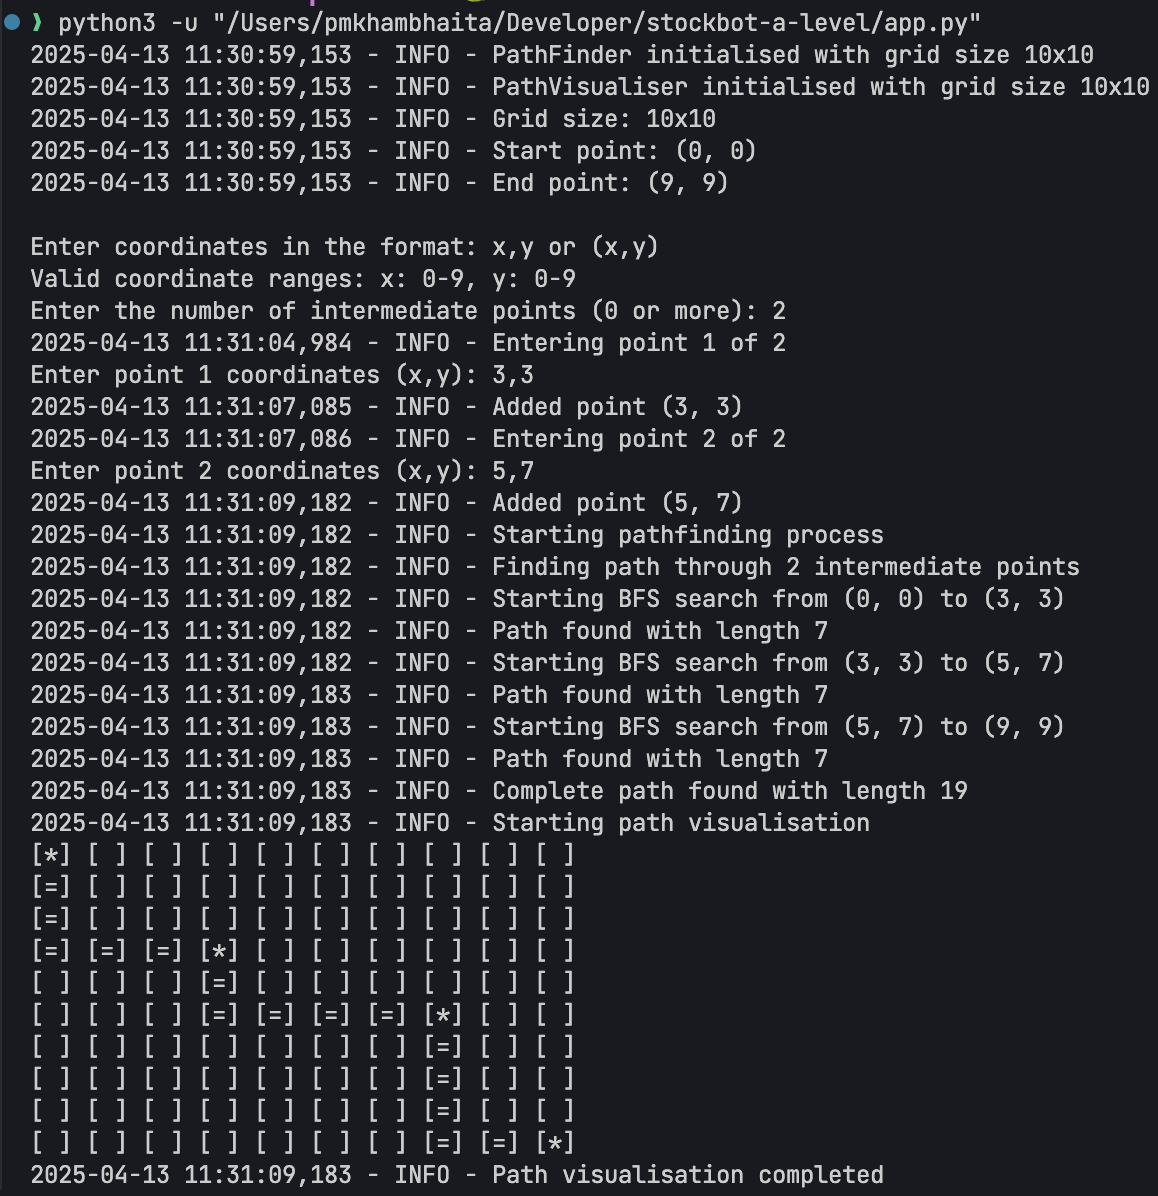 ❯ python3 -u "/Users/pmkhambhaita/Developer/stockbot-a-level/app.py"
2025-04-13 11:30:59,153 - INFO - PathFinder initialised with grid size 10x10
2025-04-13 11:30:59,153 - INFO - PathVisualiser initialised with grid size 10x10
2025-04-13 11:30:59,153 - INFO - Grid size: 10x10
2025-04-13 11:30:59,153 - INFO - Start point: (0, 0)
2025-04-13 11:30:59,153 - INFO - End point: (9, 9)

Enter coordinates in the format: x,y or (x,y)
Valid coordinate ranges: x: 0-9, y: 0-9
Enter the number of intermediate points (0 or more): 2
2025-04-13 11:31:04,984 - INFO - Entering point 1 of 2
Enter point 1 coordinates (x,y): 3,3
2025-04-13 11:31:07,085 - INFO - Added point (3, 3)
2025-04-13 11:31:07,086 - INFO - Entering point 2 of 2
Enter point 2 coordinates (x,y): 5,7
2025-04-13 11:31:09,182 - INFO - Added point (5, 7)
2025-04-13 11:31:09,182 - INFO - Starting pathfinding process
2025-04-13 11:31:09,182 - INFO - Finding path through 2 intermediate points
2025-04-13 11:31:09,182 - INFO - Starting BFS search from (0, 0) to (3, 3)
2025-04-13 11:31:09,182 - INFO - Path found with length 7
2025-04-13 11:31:09,182 - INFO - Starting BFS search from (3, 3) to (5, 7)
2025-04-13 11:31:09,183 - INFO - Path found with length 7
2025-04-13 11:31:09,183 - INFO - Starting BFS search from (5, 7) to (9, 9)
2025-04-13 11:31:09,183 - INFO - Path found with length 7
2025-04-13 11:31:09,183 - INFO - Complete path found with length 19
2025-04-13 11:31:09,183 - INFO - Starting path visualisation
[*] [ ] [ ] [ ] [ ] [ ] [ ] [ ] [ ] [ ]
[=] [ ] [ ] [ ] [ ] [ ] [ ] [ ] [ ] [ ]
[=] [ ] [ ] [ ] [ ] [ ] [ ] [ ] [ ] [ ]
[=] [=] [=] [*] [ ] [ ] [ ] [ ] [ ] [ ]
[ ] [ ] [ ] [=] [ ] [ ] [ ] [ ] [ ] [ ]
[ ] [ ] [ ] [=] [=] [=] [=] [*] [ ] [ ]
[ ] [ ] [ ] [ ] [ ] [ ] [ ] [=] [ ] [ ]
[ ] [ ] [ ] [ ] [ ] [ ] [ ] [=] [ ] [ ]
[ ] [ ] [ ] [ ] [ ] [ ] [ ] [=] [ ] [ ]
[ ] [ ] [ ] [ ] [ ] [ ] [ ] [=] [=] [*]
2025-04-13 11:31:09,183 - INFO - Path visualisation completed